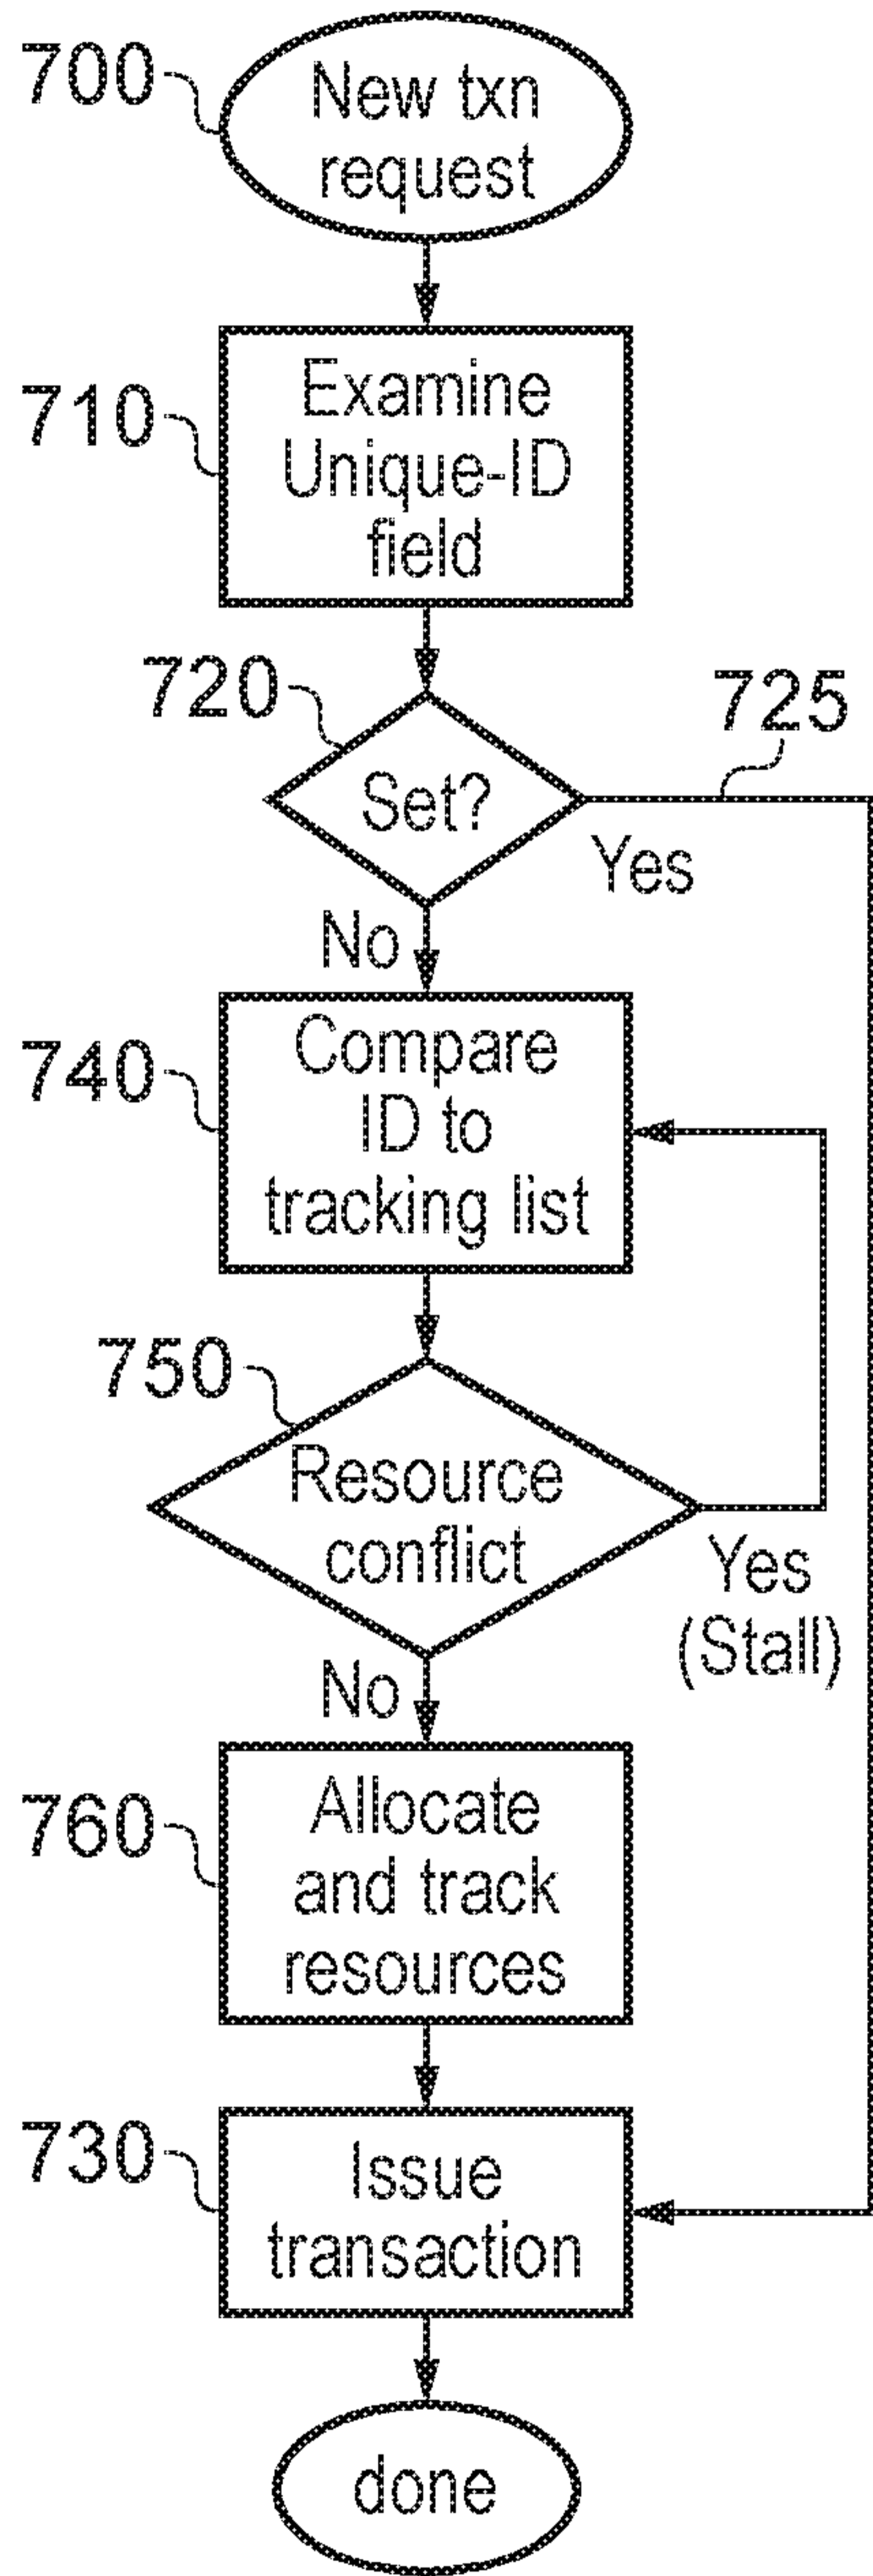 700
New txn
request
710
Examine
Unique-ID
field
720
725
Set?
Yes
No
740
Compare
ID to
tracking list
750
Resource
conflict
Yes
(Stall)
No
760
Allocate
and track
resources
730
Issue
transaction
done